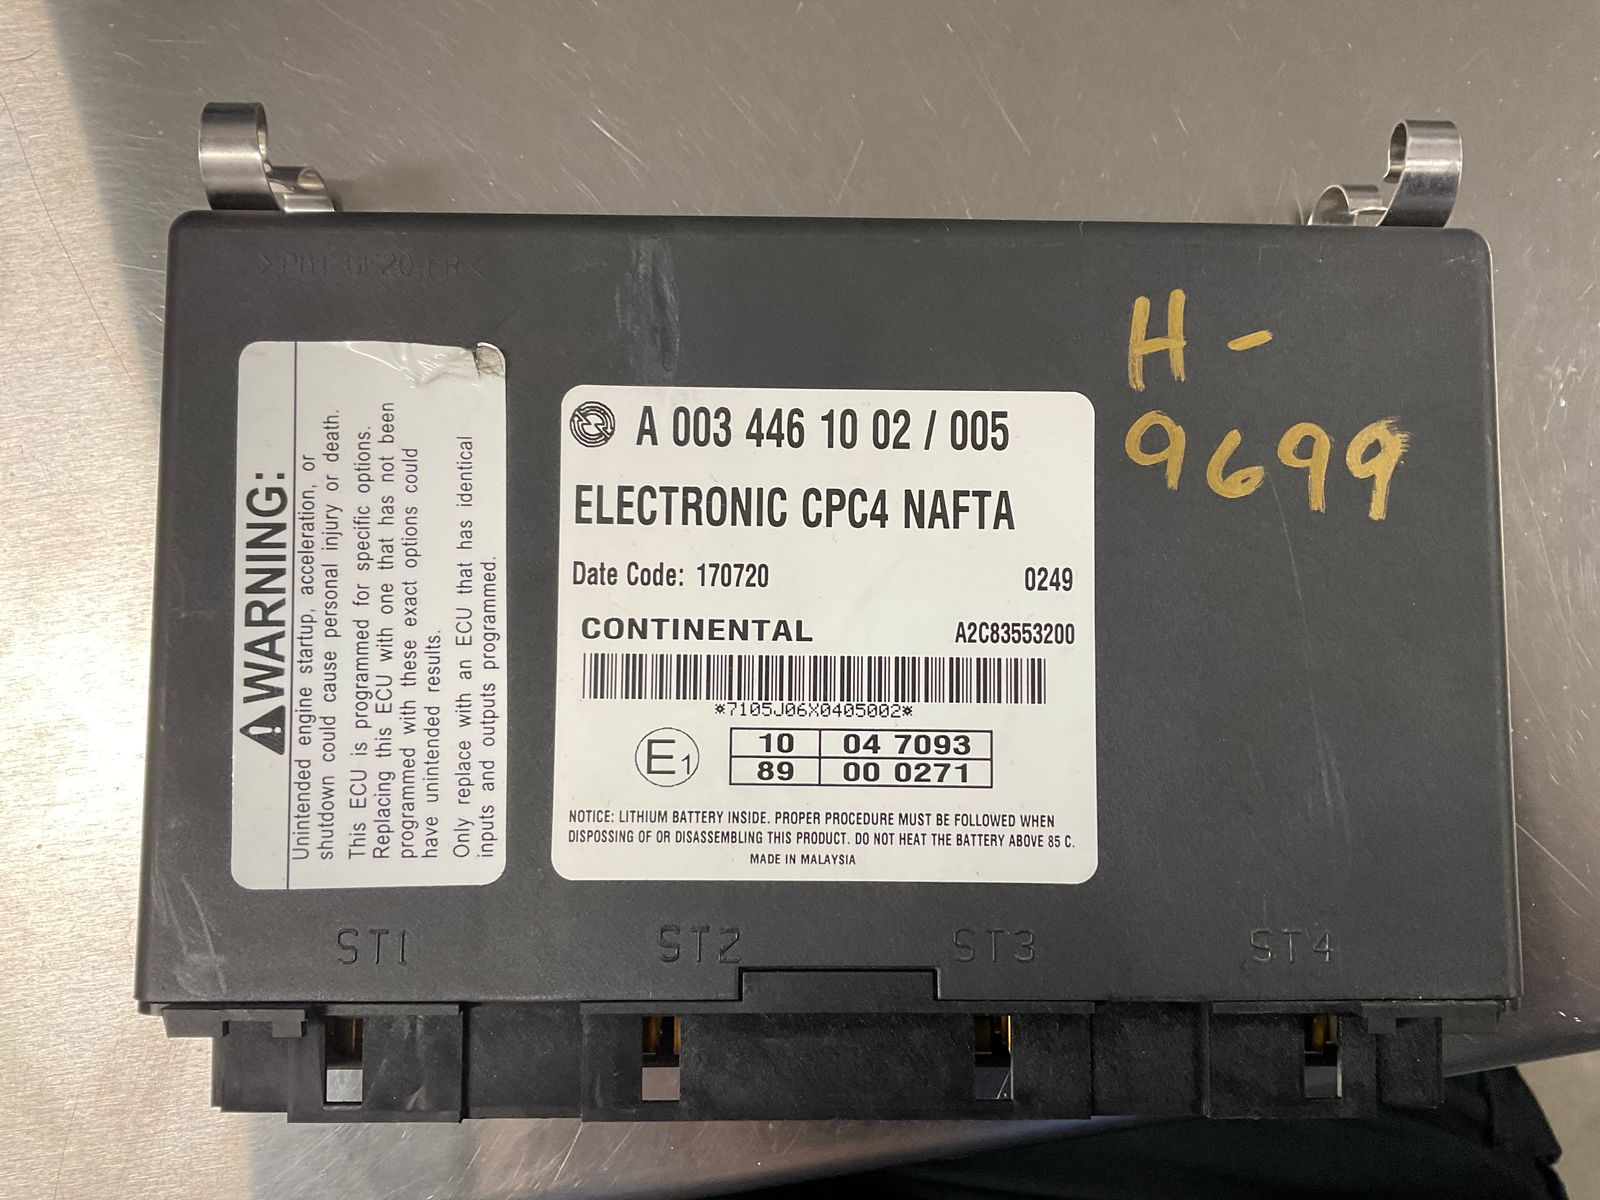 >PBT GF20 FR<
⚠WARNING:
Unintended engine startup, acceleration, or
shutdown could cause personal injury or death.
This ECU is programmed for specific options.
Replacing this ECU with one that has not been
programmed with these exact options could
have unintended results.
Only replace with an ECU that has identical
inputs and outputs programmed.
A 003 446 10 02 / 005
ELECTRONIC CPC4 NAFTA
Date Code: 170720 0249
CONTINENTAL A2C83553200
*7105J06X0405002*
E1
10 04 7093
89 00 0271
NOTICE: LITHIUM BATTERY INSIDE. PROPER PROCEDURE MUST BE FOLLOWED WHEN
DISPOSSING OF OR DISASSEMBLING THIS PRODUCT. DO NOT HEAT THE BATTERY ABOVE 85 C.
MADE IN MALAYSIA
H-
9699
ST1 ST2 ST3 ST4